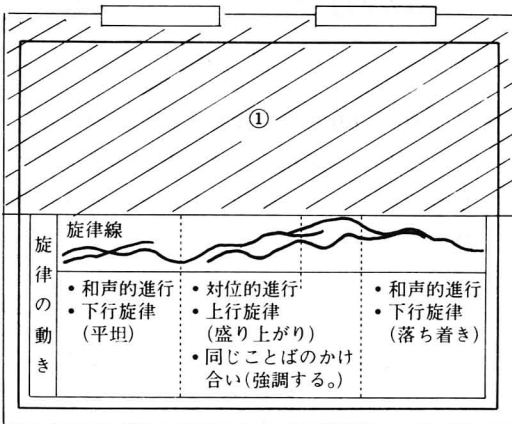 ①
旋律の動き
旋律線
• 和声的進行
• 下行旋律
(平坦)
• 対位的進行
• 上行旋律
(盛り上がり)
• 同じことばのかけ
合い(強調する。)
• 和声的進行
• 下行旋律
(落ち着き)